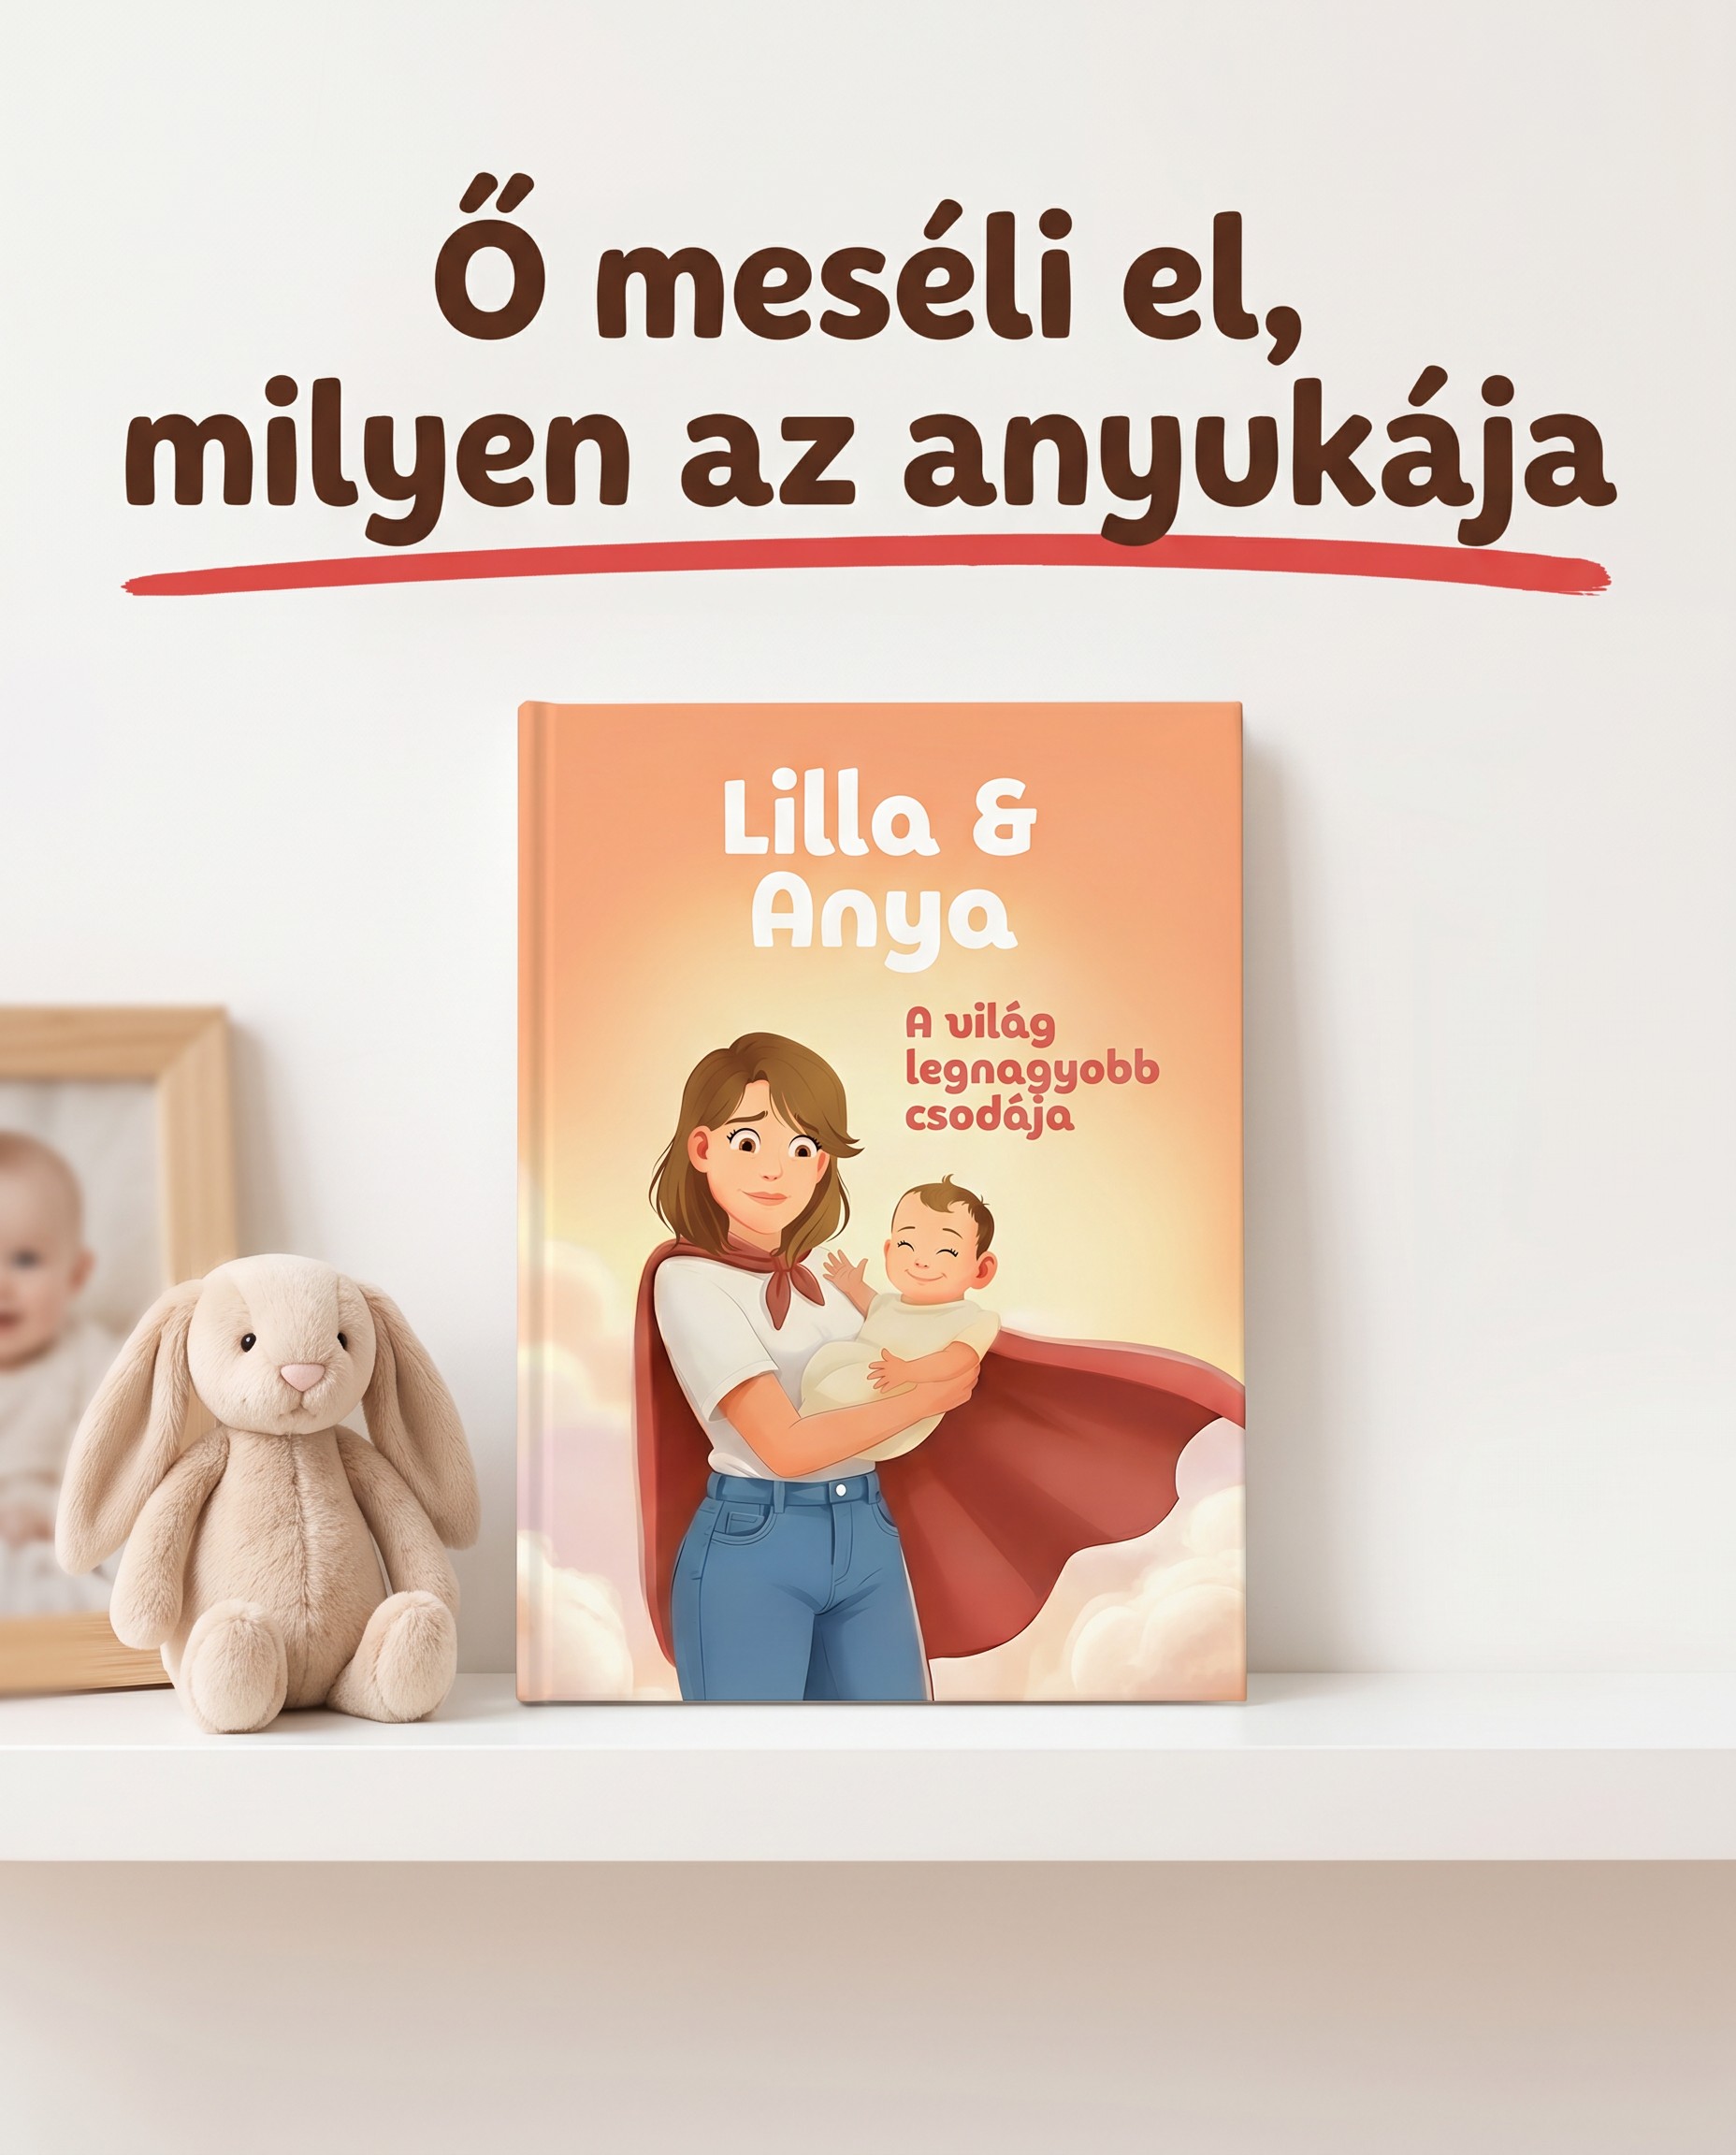 Ő meséli el,
milyen az anyukája
Lilla &
Anya
A világ
legnagyobb
csodája